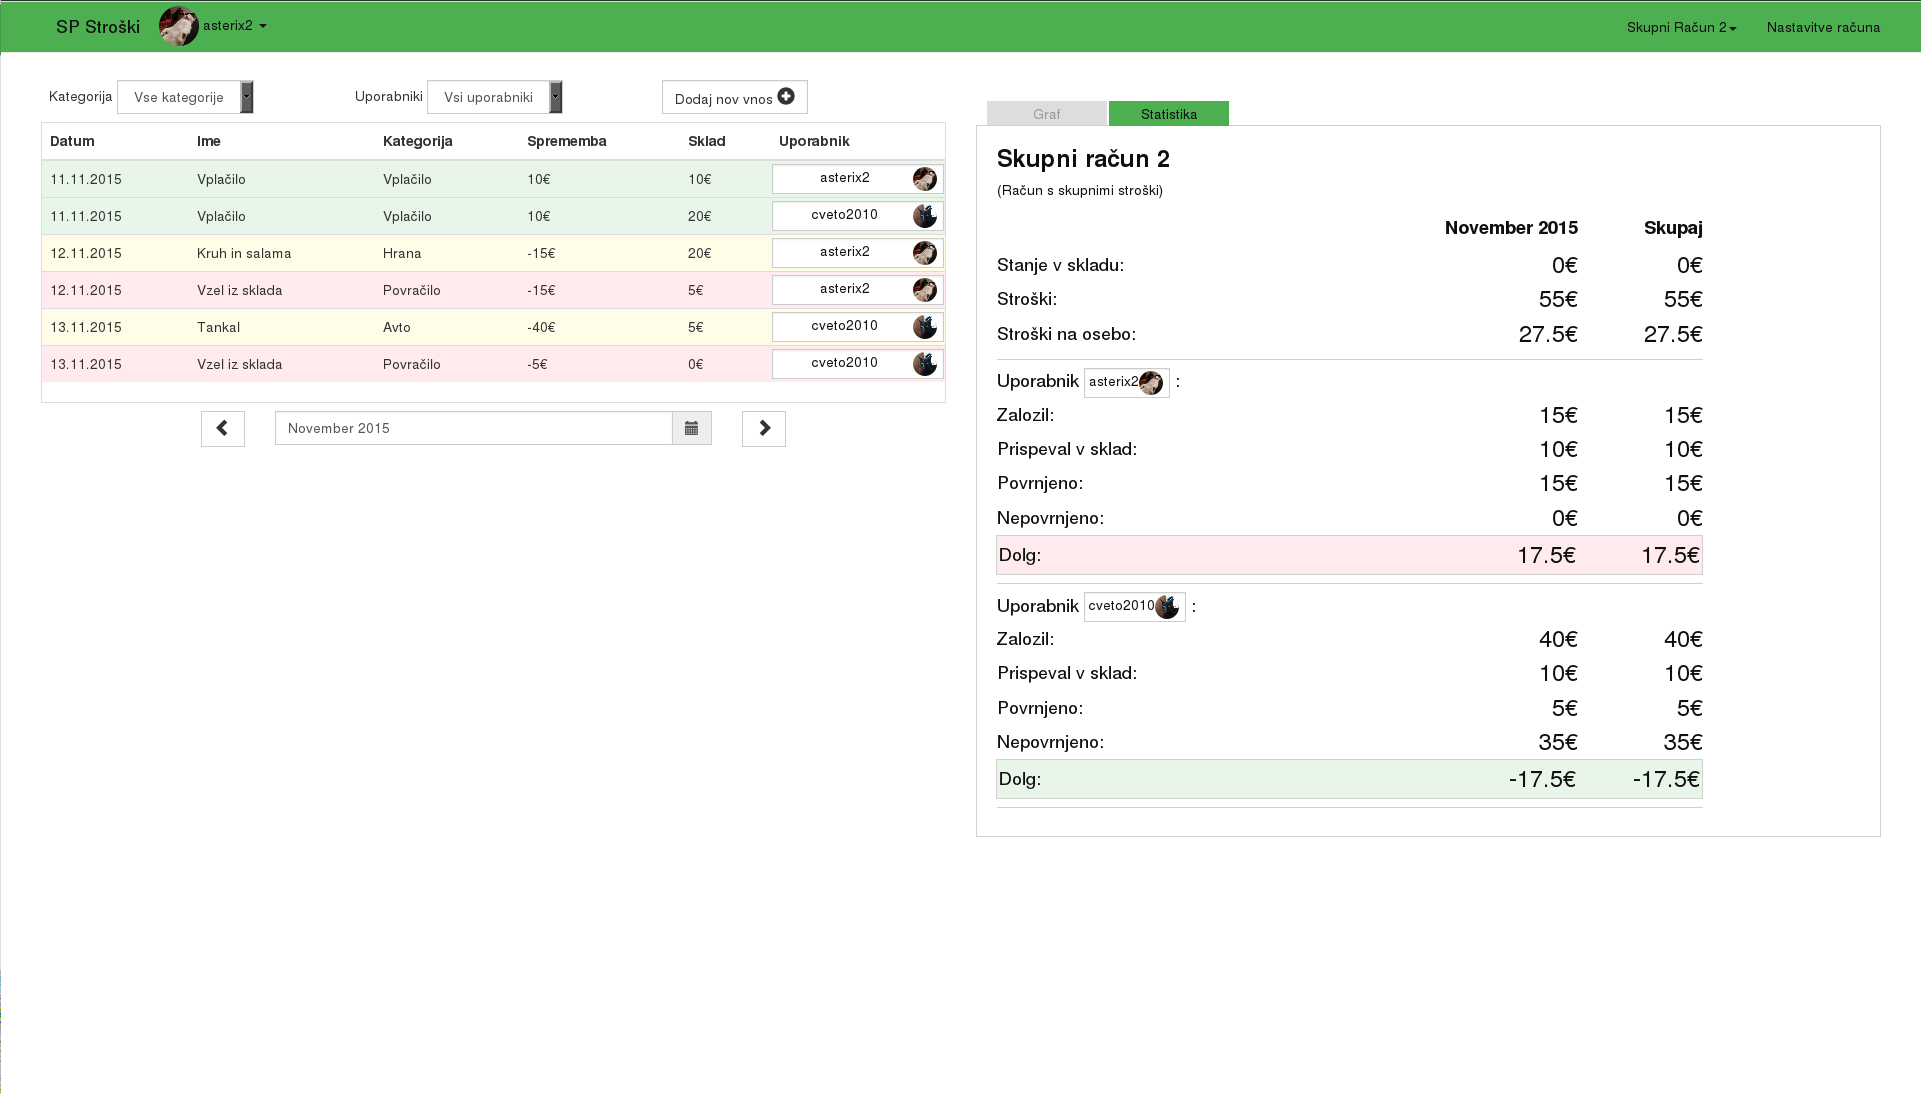 SP Stroški asterix2 Skupni Račun 2 Nastavitve računa
Kategorija Vse kategorije Uporabniki Vsi uporabniki Dodaj nov vnos
Datum Ime Kategorija Sprememba Sklad Uporabnik
11.11.2015 Vplačilo Vplačilo 10€ 10€ asterix2
11.11.2015 Vplačilo Vplačilo 10€ 20€ cveto2010
12.11.2015 Kruh in salama Hrana -15€ 20€ asterix2
12.11.2015 Vzel iz sklada Povračilo -15€ 5€ asterix2
13.11.2015 Tankal Avto -40€ 5€ cveto2010
13.11.2015 Vzel iz sklada Povračilo -5€ 0€ cveto2010
November 2015
Graf Statistika
Skupni račun 2
(Račun s skupnimi stroški)
November 2015 Skupaj
Stanje v skladu: 0€ 0€
Stroški: 55€ 55€
Stroški na osebo: 27.5€ 27.5€
Uporabnik asterix2 :
Zalozil: 15€ 15€
Prispeval v sklad: 10€ 10€
Povrnjeno: 15€ 15€
Nepovrnjeno: 0€ 0€
Dolg: 17.5€ 17.5€
Uporabnik cveto2010 :
Zalozil: 40€ 40€
Prispeval v sklad: 10€ 10€
Povrnjeno: 5€ 5€
Nepovrnjeno: 35€ 35€
Dolg: -17.5€ -17.5€